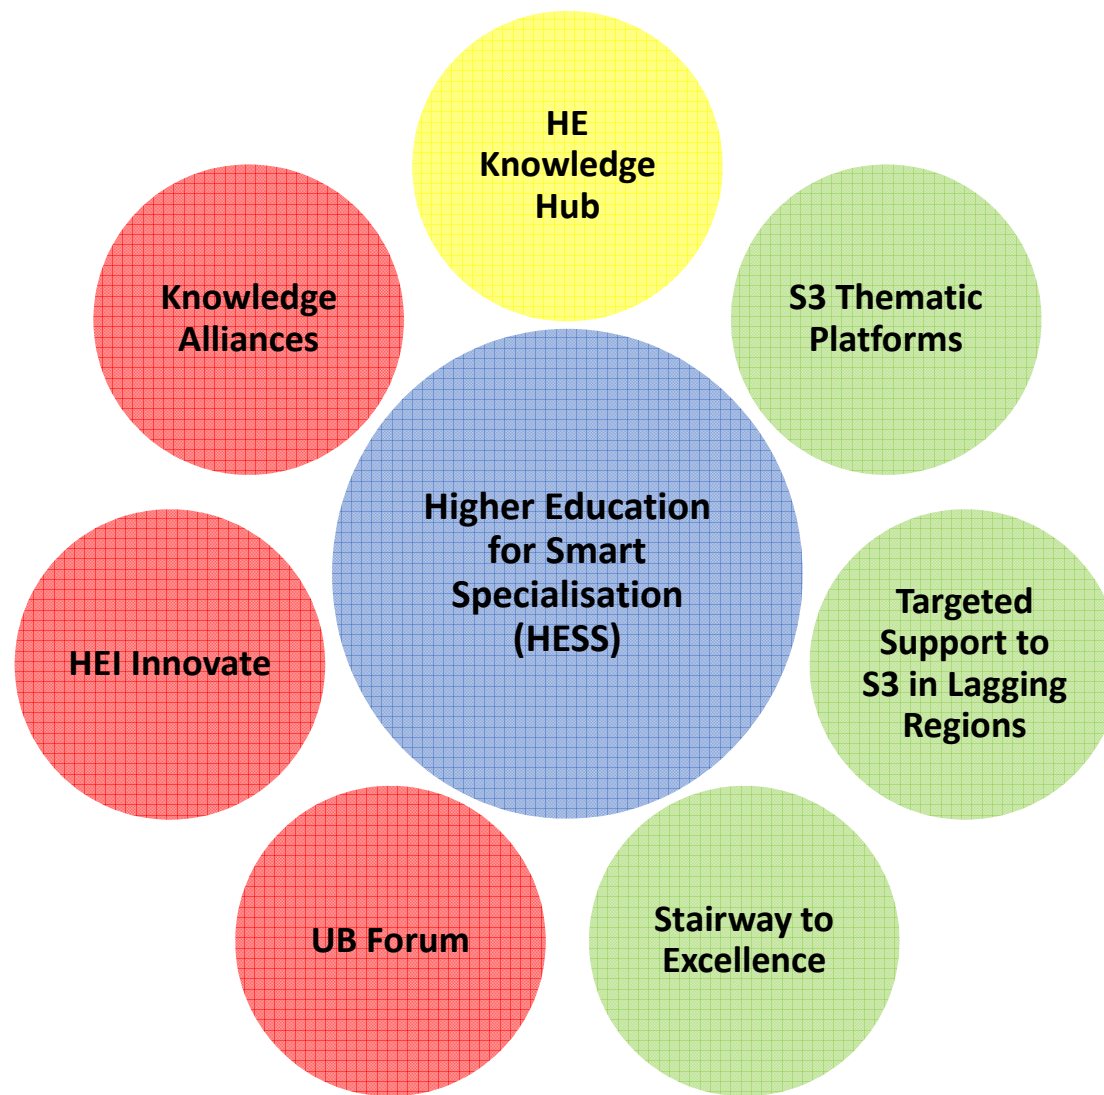 HE
Knowledge
Hub
Knowledge
Alliances
S3 Thematic
Platforms
Higher Education
for Smart
Specialisation
(HESS)
HEI Innovate
Targeted
Support to
S3 in Lagging
Regions
UB Forum
Stairway to
Excellence